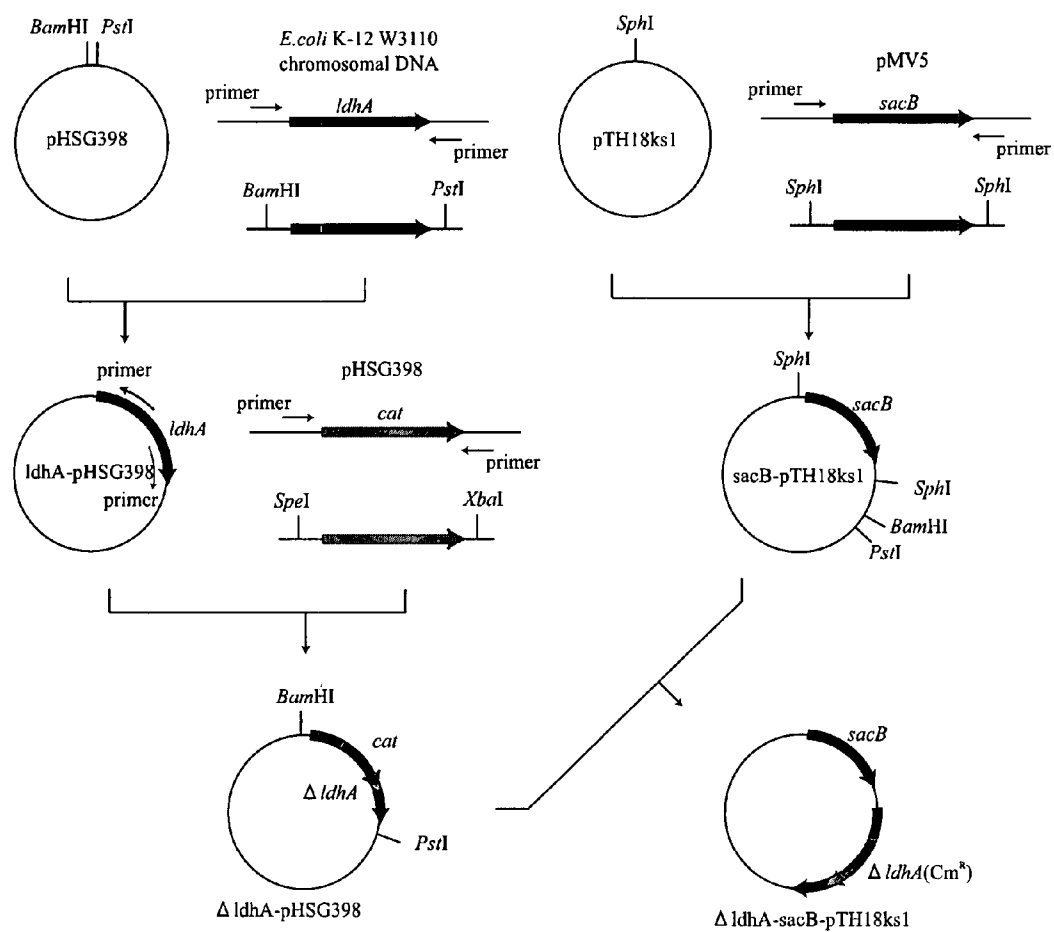 BamHI PstI
E.coli K-12 W3110
chromosomal DNA
primer
ldhA
primer
pHSG398
BamHI
PstI
SphI
pMV5
primer
sacB
primer
pTH18ks1
SphI
SphI
primer
ldhA
ldhA-pHSG398
primer
pHSG398
primer
cat
primer
SpeI
XbaI
SphI
sacB
sacB-pTH18ks1
SphI
BamHI
PstI
BamHI
cat
Δ ldhA
PstI
Δ ldhA-pHSG398
sacB
Δ ldhA(Cmᴿ)
Δ ldhA-sacB-pTH18ks1